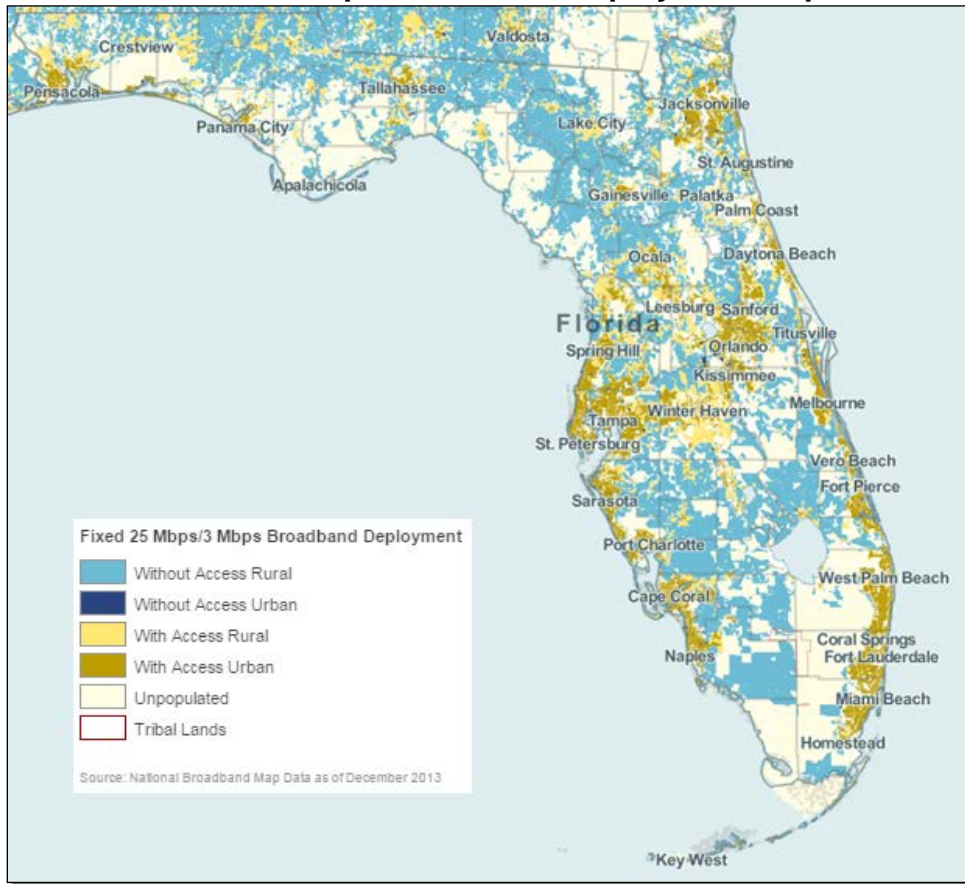 Crestview
Valdosta
Pensacola
Tallahassee
Jacksonville
Panama City
Lake City
St. Augustine
Apalachicola
Gainesville
Palatka
Palm Coast
Ocala
Daytona Beach
Leesburg
Sanford
Florida
Titusville
Spring Hill
Orlando
Kissimmee
Winter Haven
Melbourne
Tampa
St. Petersburg
Vero Beach
Fort Pierce
Sarasota
Fixed 25 Mbps/3 Mbps Broadband Deployment
Without Access Rural
Without Access Urban
With Access Rural
With Access Urban
Unpopulated
Tribal Lands
Source: National Broadband Map Data as of December 2013
Port Charlotte
West Palm Beach
Cape Coral
Coral Springs
Naples
Fort Lauderdale
Miami Beach
Homestead
Key West